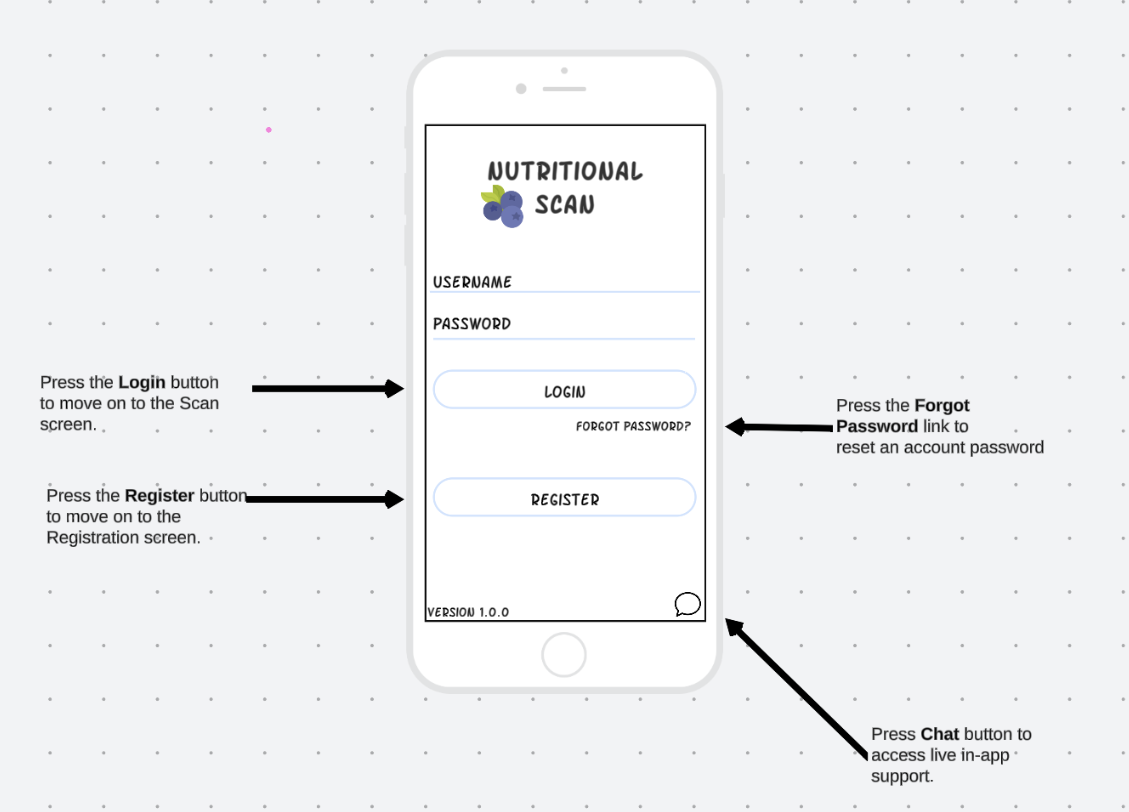 NUTRITIONAL
SCAN
USERNAME
PASSWORD
LOGIN
FORGOT PASSWORD?
REGISTER
VERSION 1.0.0
Press the Login button
to move on to the Scan
screen.
Press the Register button
to move on to the
Registration screen.
Press the Forgot
Password link to
reset an account password
Press Chat button to
access live in-app
support.